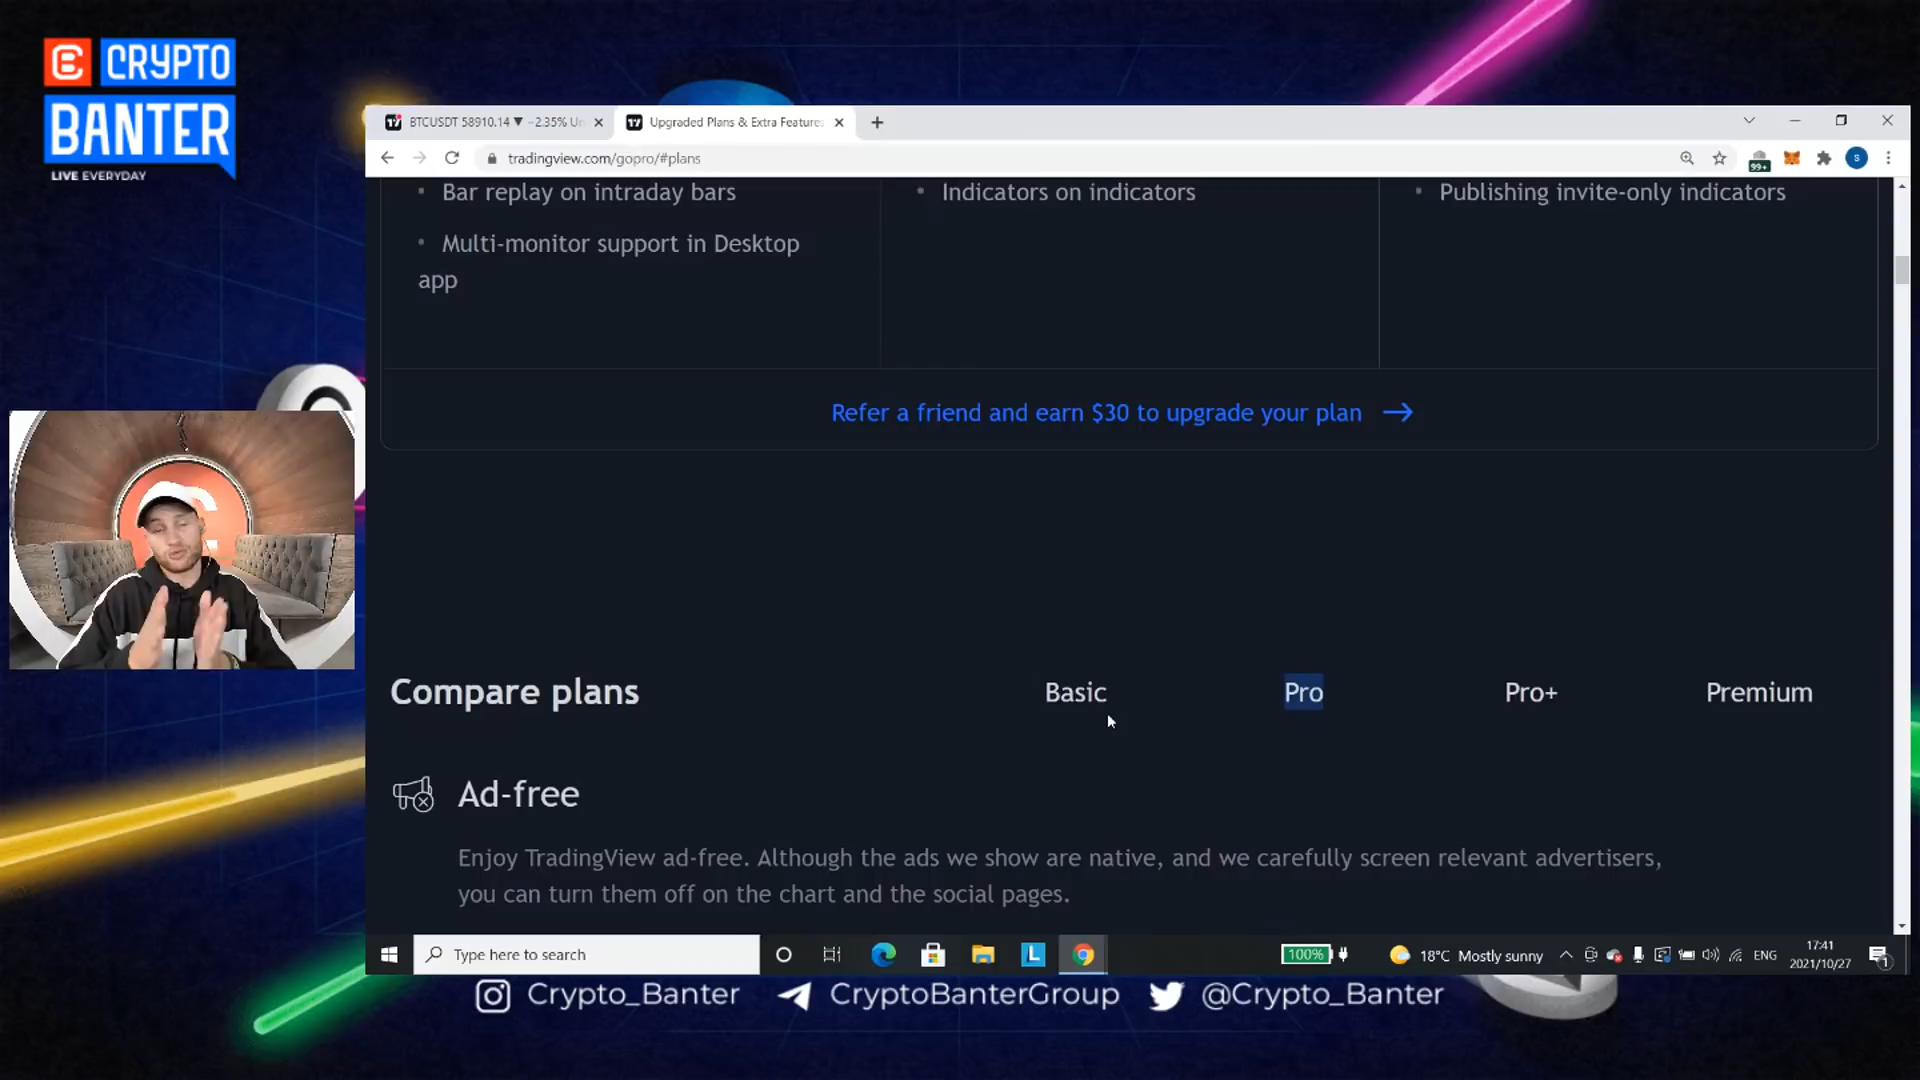 CRYPTO
BANTER
LIVE EVERYDAY
BTCUSDT 58910.14 ▼ −2.35% Un
Upgraded Plans & Extra Features
tradingview.com/gopro/#plans
99+
S
• Bar replay on intraday bars
• Multi-monitor support in Desktop
app
• Indicators on indicators
• Publishing invite-only indicators
Refer a friend and earn $30 to upgrade your plan →
Compare plans
Basic
Pro
Pro+
Premium
Ad-free
Enjoy TradingView ad-free. Although the ads we show are native, and we carefully screen relevant advertisers,
you can turn them off on the chart and the social pages.
Type here to search
L
100%
18°C Mostly sunny
ENG
17:41
2021/10/27
1
Crypto_Banter
CryptoBanterGroup
@Crypto_Banter